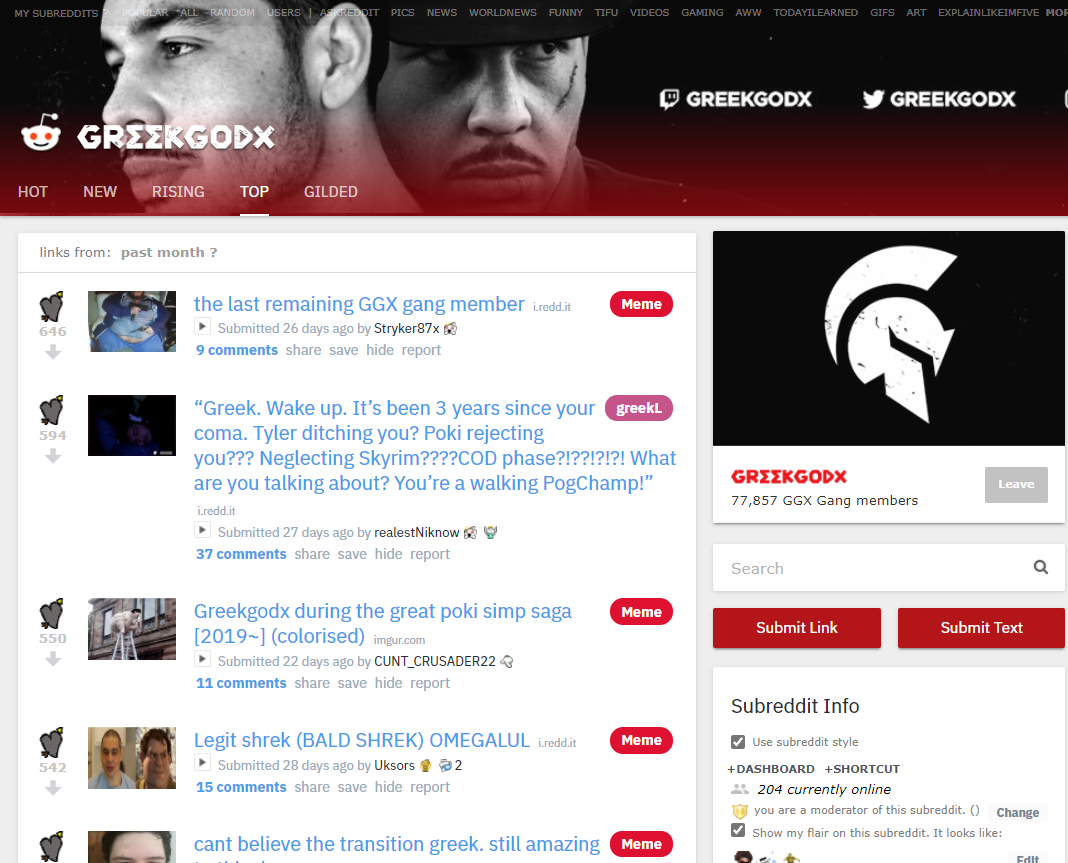 MY SUBREDDITS POPULAR ALL RANDOM USERS | ASKREDDIT PICS NEWS WORLDNEWS FUNNY TIFU VIDEOS GAMING AWW TODAYILEARNED GIFS ART EXPLAINLIKEIMFIVE
GREEKGODX GREEKGODX
GRΣΣKGODX
HOT NEW RISING TOP GILDED
links from: past month ?
the last remaining GGX gang member i.redd.it Meme
646
Submitted 26 days ago by Stryker87x
9 comments share save hide report
“Greek. Wake up. It’s been 3 years since your greekL
594
coma. Tyler ditching you? Poki rejecting
you??? Neglecting Skyrim????COD phase?!??!?!?! What
are you talking about? You’re a walking PogChamp!”
i.redd.it
Submitted 27 days ago by realestNiknow
37 comments share save hide report
Greekgodx during the great poki simp saga Meme
[2019~] (colorised) imgur.com
550
Submitted 22 days ago by CUNT_CRUSADER22
11 comments share save hide report
Legit shrek (BALD SHREK) OMEGALUL i.redd.it Meme
542
Submitted 28 days ago by Uksors 2
15 comments share save hide report
cant believe the transition greek. still amazing Meme
GRΣΣKGODX
77,857 GGX Gang members
Leave
Search
Submit Link Submit Text
Subreddit Info
Use subreddit style
+DASHBOARD +SHORTCUT
204 currently online
you are a moderator of this subreddit. () Change
Show my flair on this subreddit. It looks like:
Edit